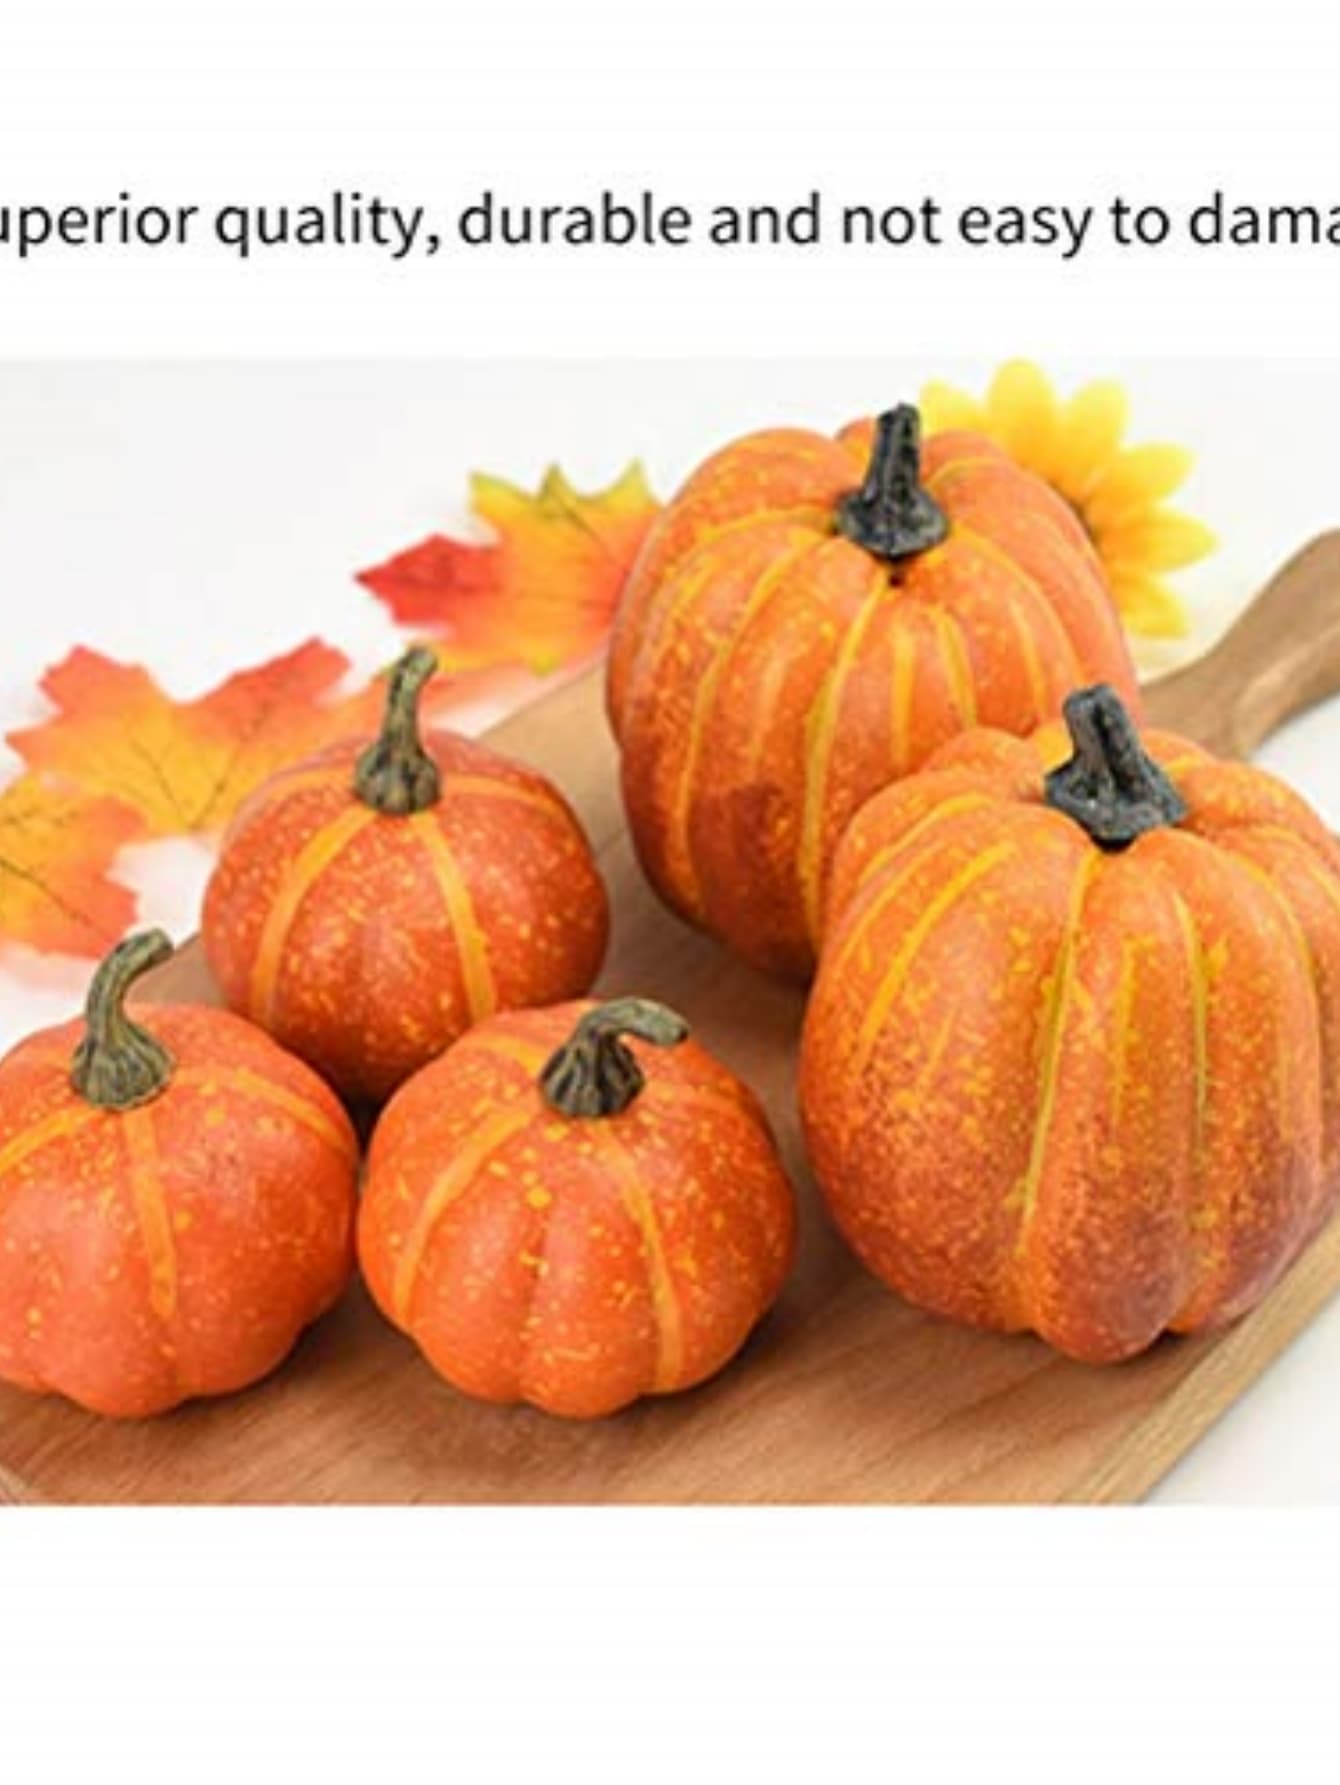 uperior quality, durable and not easy to dama